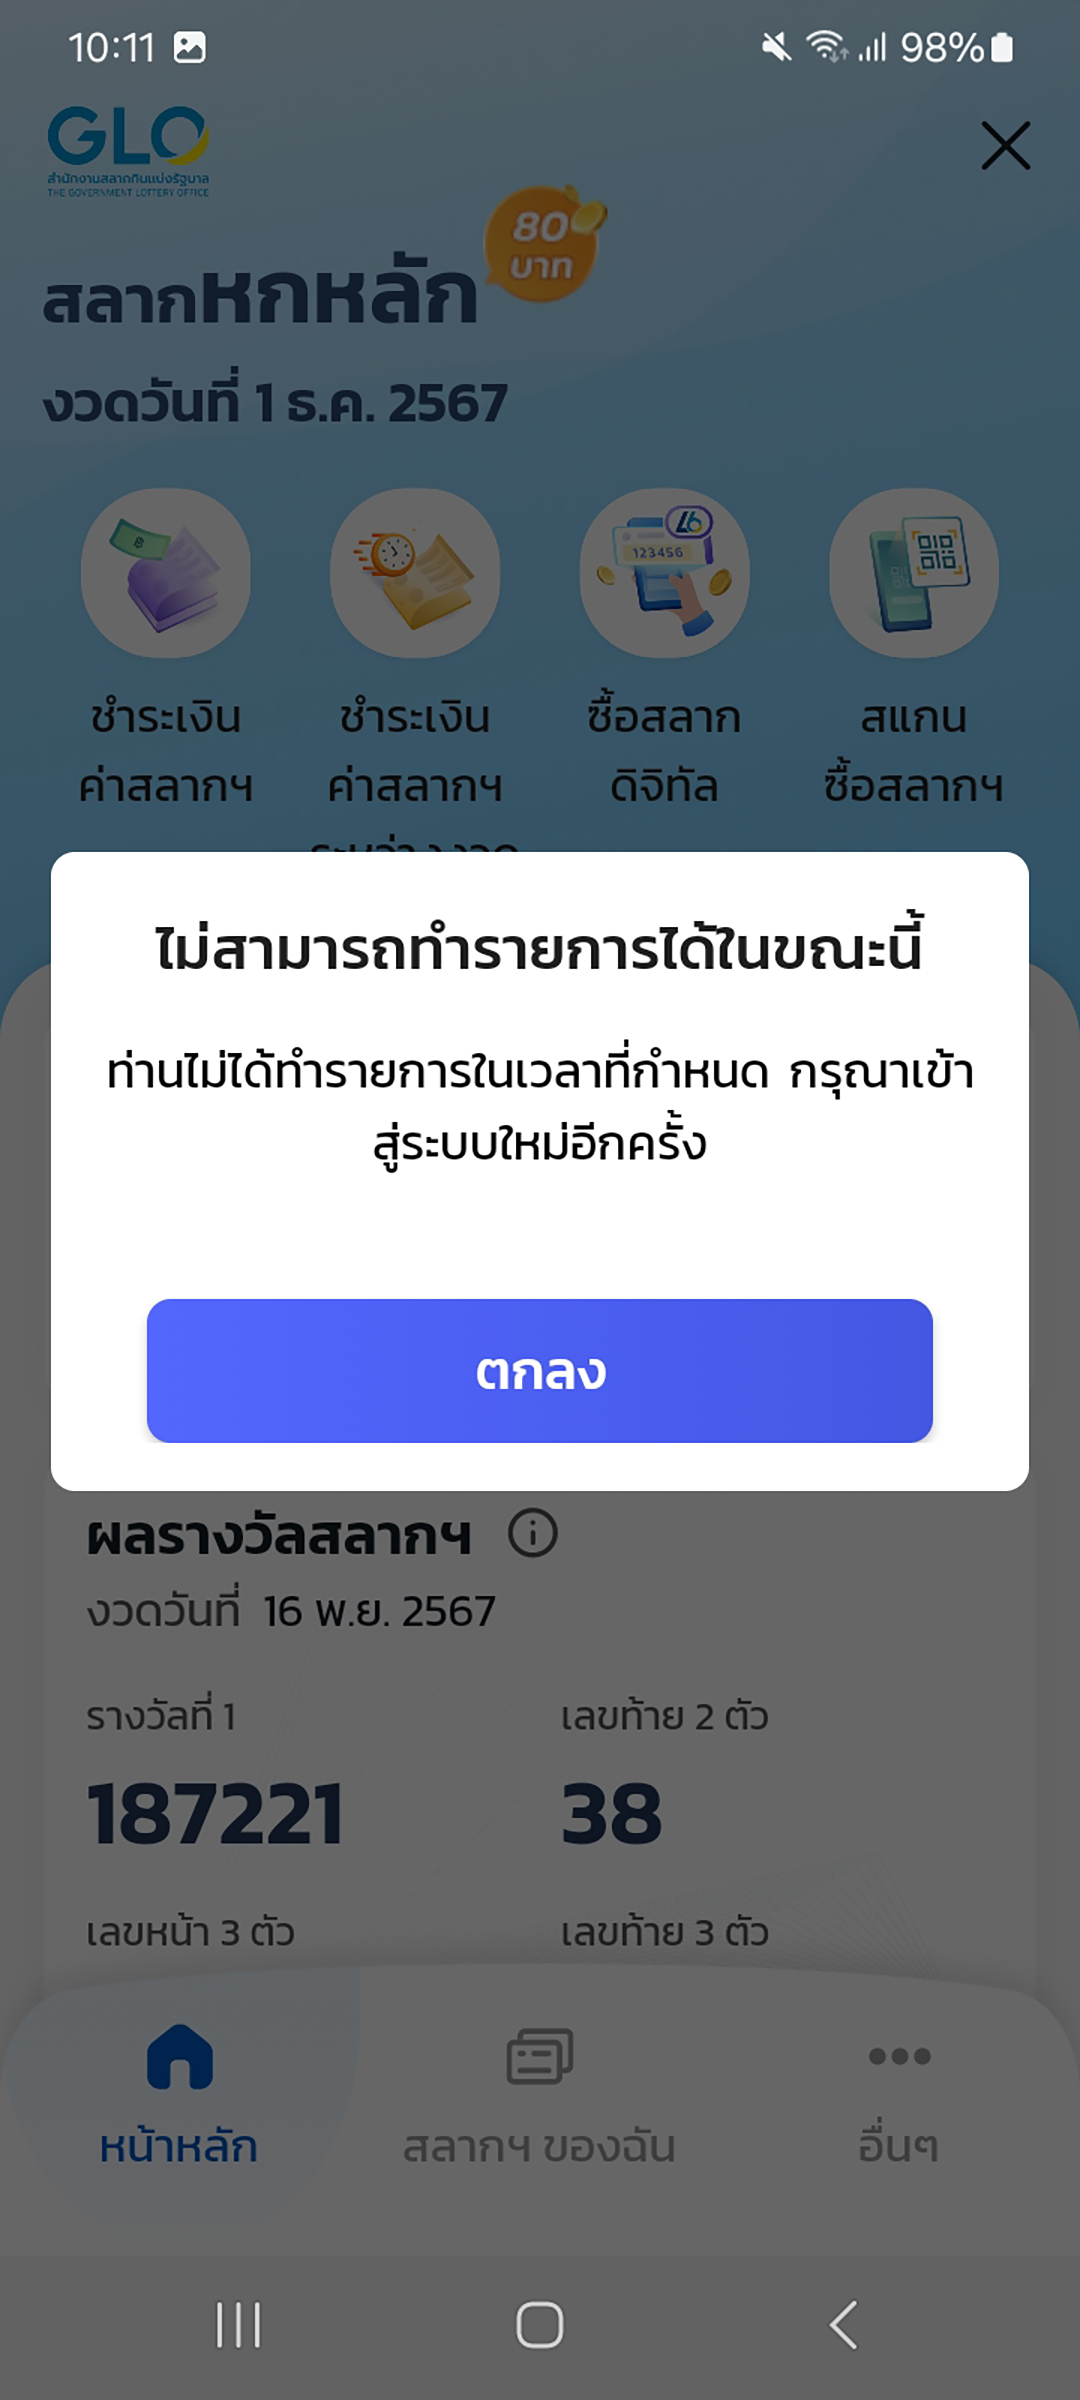 10:11 98%
GLO
สำนักงานสลากกินแบ่งรัฐบาล
THE GOVERNMENT LOTTERY OFFICE
80
บาท
สลากหกหลัก
งวดวันที่ 1 ธ.ค. 2567
฿
L6
123456
ชำระเงิน
ค่าสลากฯ
ชำระเงิน
ค่าสลากฯ
ระหว่างงวด
ซื้อสลาก
ดิจิทัล
สแกน
ซื้อสลากฯ
ไม่สามารถทำรายการได้ในขณะนี้
ท่านไม่ได้ทำรายการในเวลาที่กำหนด กรุณาเข้า
สู่ระบบใหม่อีกครั้ง
ตกลง
ผลรางวัลสลากฯ
งวดวันที่ 16 พ.ย. 2567
รางวัลที่ 1 เลขท้าย 2 ตัว
187221 38
เลขหน้า 3 ตัว เลขท้าย 3 ตัว
หน้าหลัก สลากฯ ของฉัน อื่นๆ